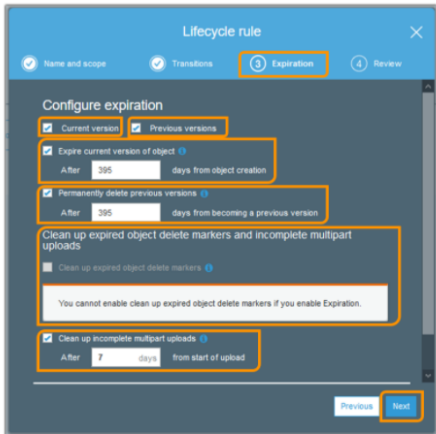 Lifecycle rule
Name and scope
Transitions
3 Expiration
4 Review
Configure expiration
Current version
Previous versions
Expire current version of object
After 395 days from object creation
Permanently delete previous versions
After 395 days from becoming a previous version
Clean up expired object delete markers and incomplete multipart
uploads
Clean up expired object delete markers
You cannot enable clean up expired object delete markers if you enable Expiration.
Clean up incomplete multipart uploads
After 7 days from start of upload
Previous
Next